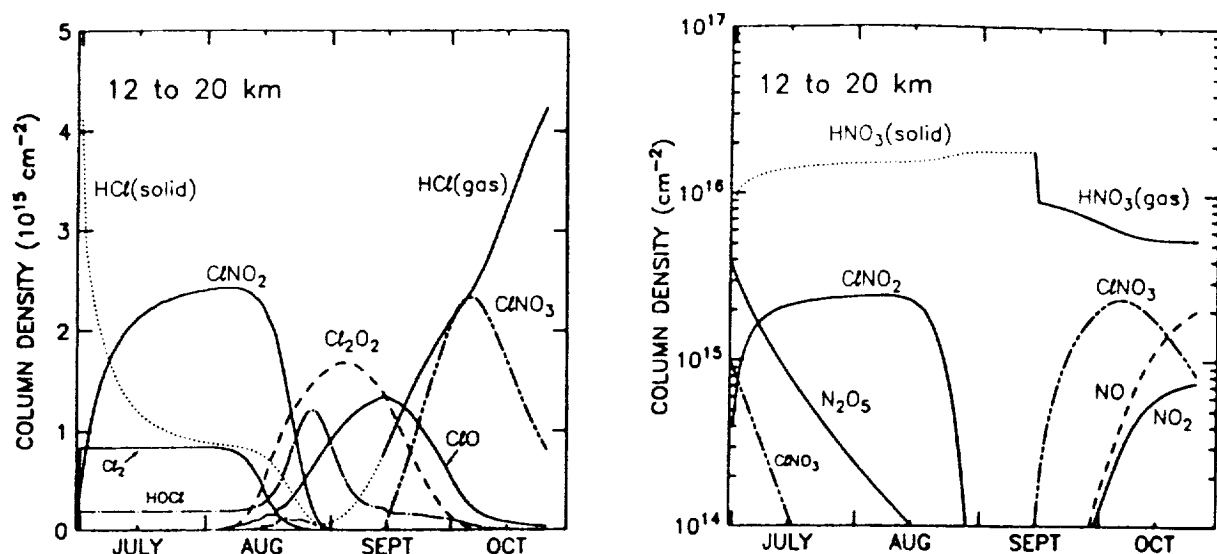 5
4
3
2
1
0
COLUMN DENSITY (10¹⁵ cm⁻²)
12 to 20 km
HCl(solid)
HCl(gas)
ClNO₂
ClNO₃
Cl₂O₂
Cl₂
ClO
HOCl
JULY AUG SEPT OCT
10¹⁷
10¹⁶
10¹⁵
10¹⁴
COLUMN DENSITY (cm⁻²)
12 to 20 km
HNO₃(solid)
HNO₃(gas)
ClNO₂
ClNO₃
N₂O₅
NO
ClNO₃
NO₂
JULY AUG SEPT OCT